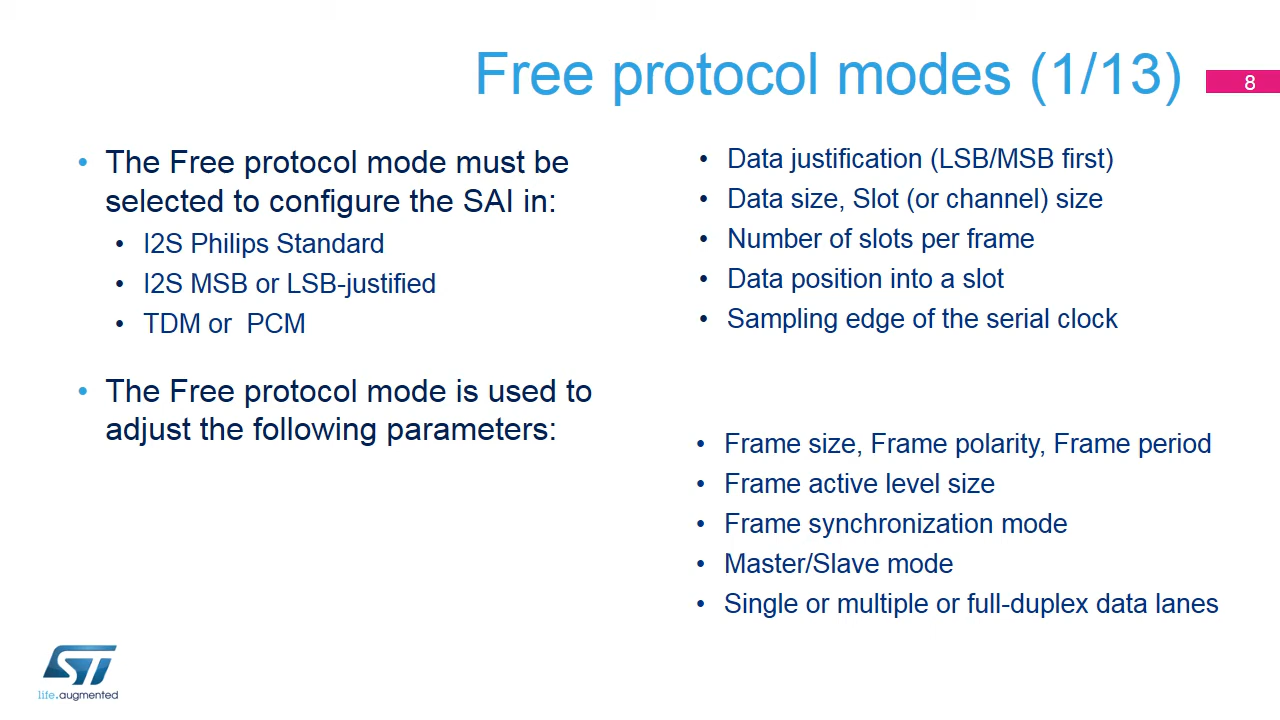 Free protocol modes (1/13)
8
• The Free protocol mode must be
selected to configure the SAI in:
• I2S Philips Standard
• I2S MSB or LSB-justified
• TDM or  PCM
• The Free protocol mode is used to
adjust the following parameters:
• Data justification (LSB/MSB first)
• Data size, Slot (or channel) size
• Number of slots per frame
• Data position into a slot
• Sampling edge of the serial clock
• Frame size, Frame polarity, Frame period
• Frame active level size
• Frame synchronization mode
• Master/Slave mode
• Single or multiple or full-duplex data lanes
ST
life.augmented